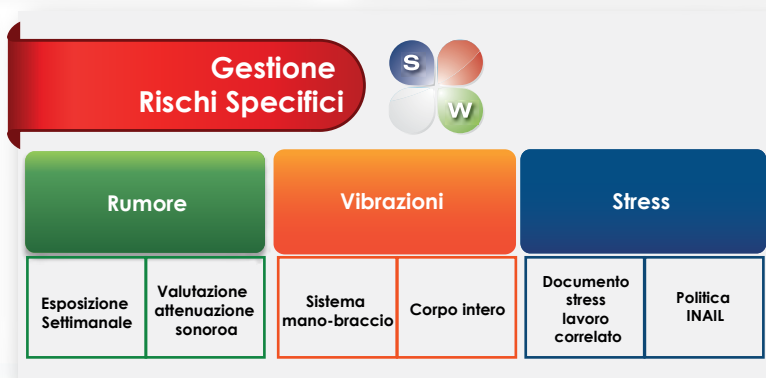 Gestione
Rischi Specifici
S
W
Rumore
Vibrazioni
Stress
Esposizione
Settimanale
Valutazione
attenuazione
sonoroa
Sistema
mano-braccio
Corpo intero
Documento
stress
lavoro
correlato
Politica
INAIL